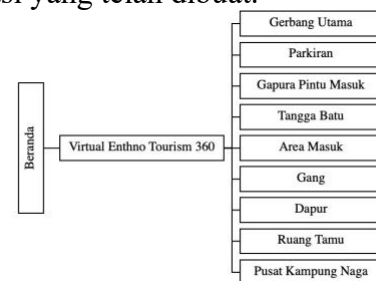 si yang telah dibuat.
Beranda
Virtual Enthno Tourism 360
Gerbang Utama
Parkiran
Gapura Pintu Masuk
Tangga Batu
Area Masuk
Gang
Dapur
Ruang Tamu
Pusat Kampung Naga